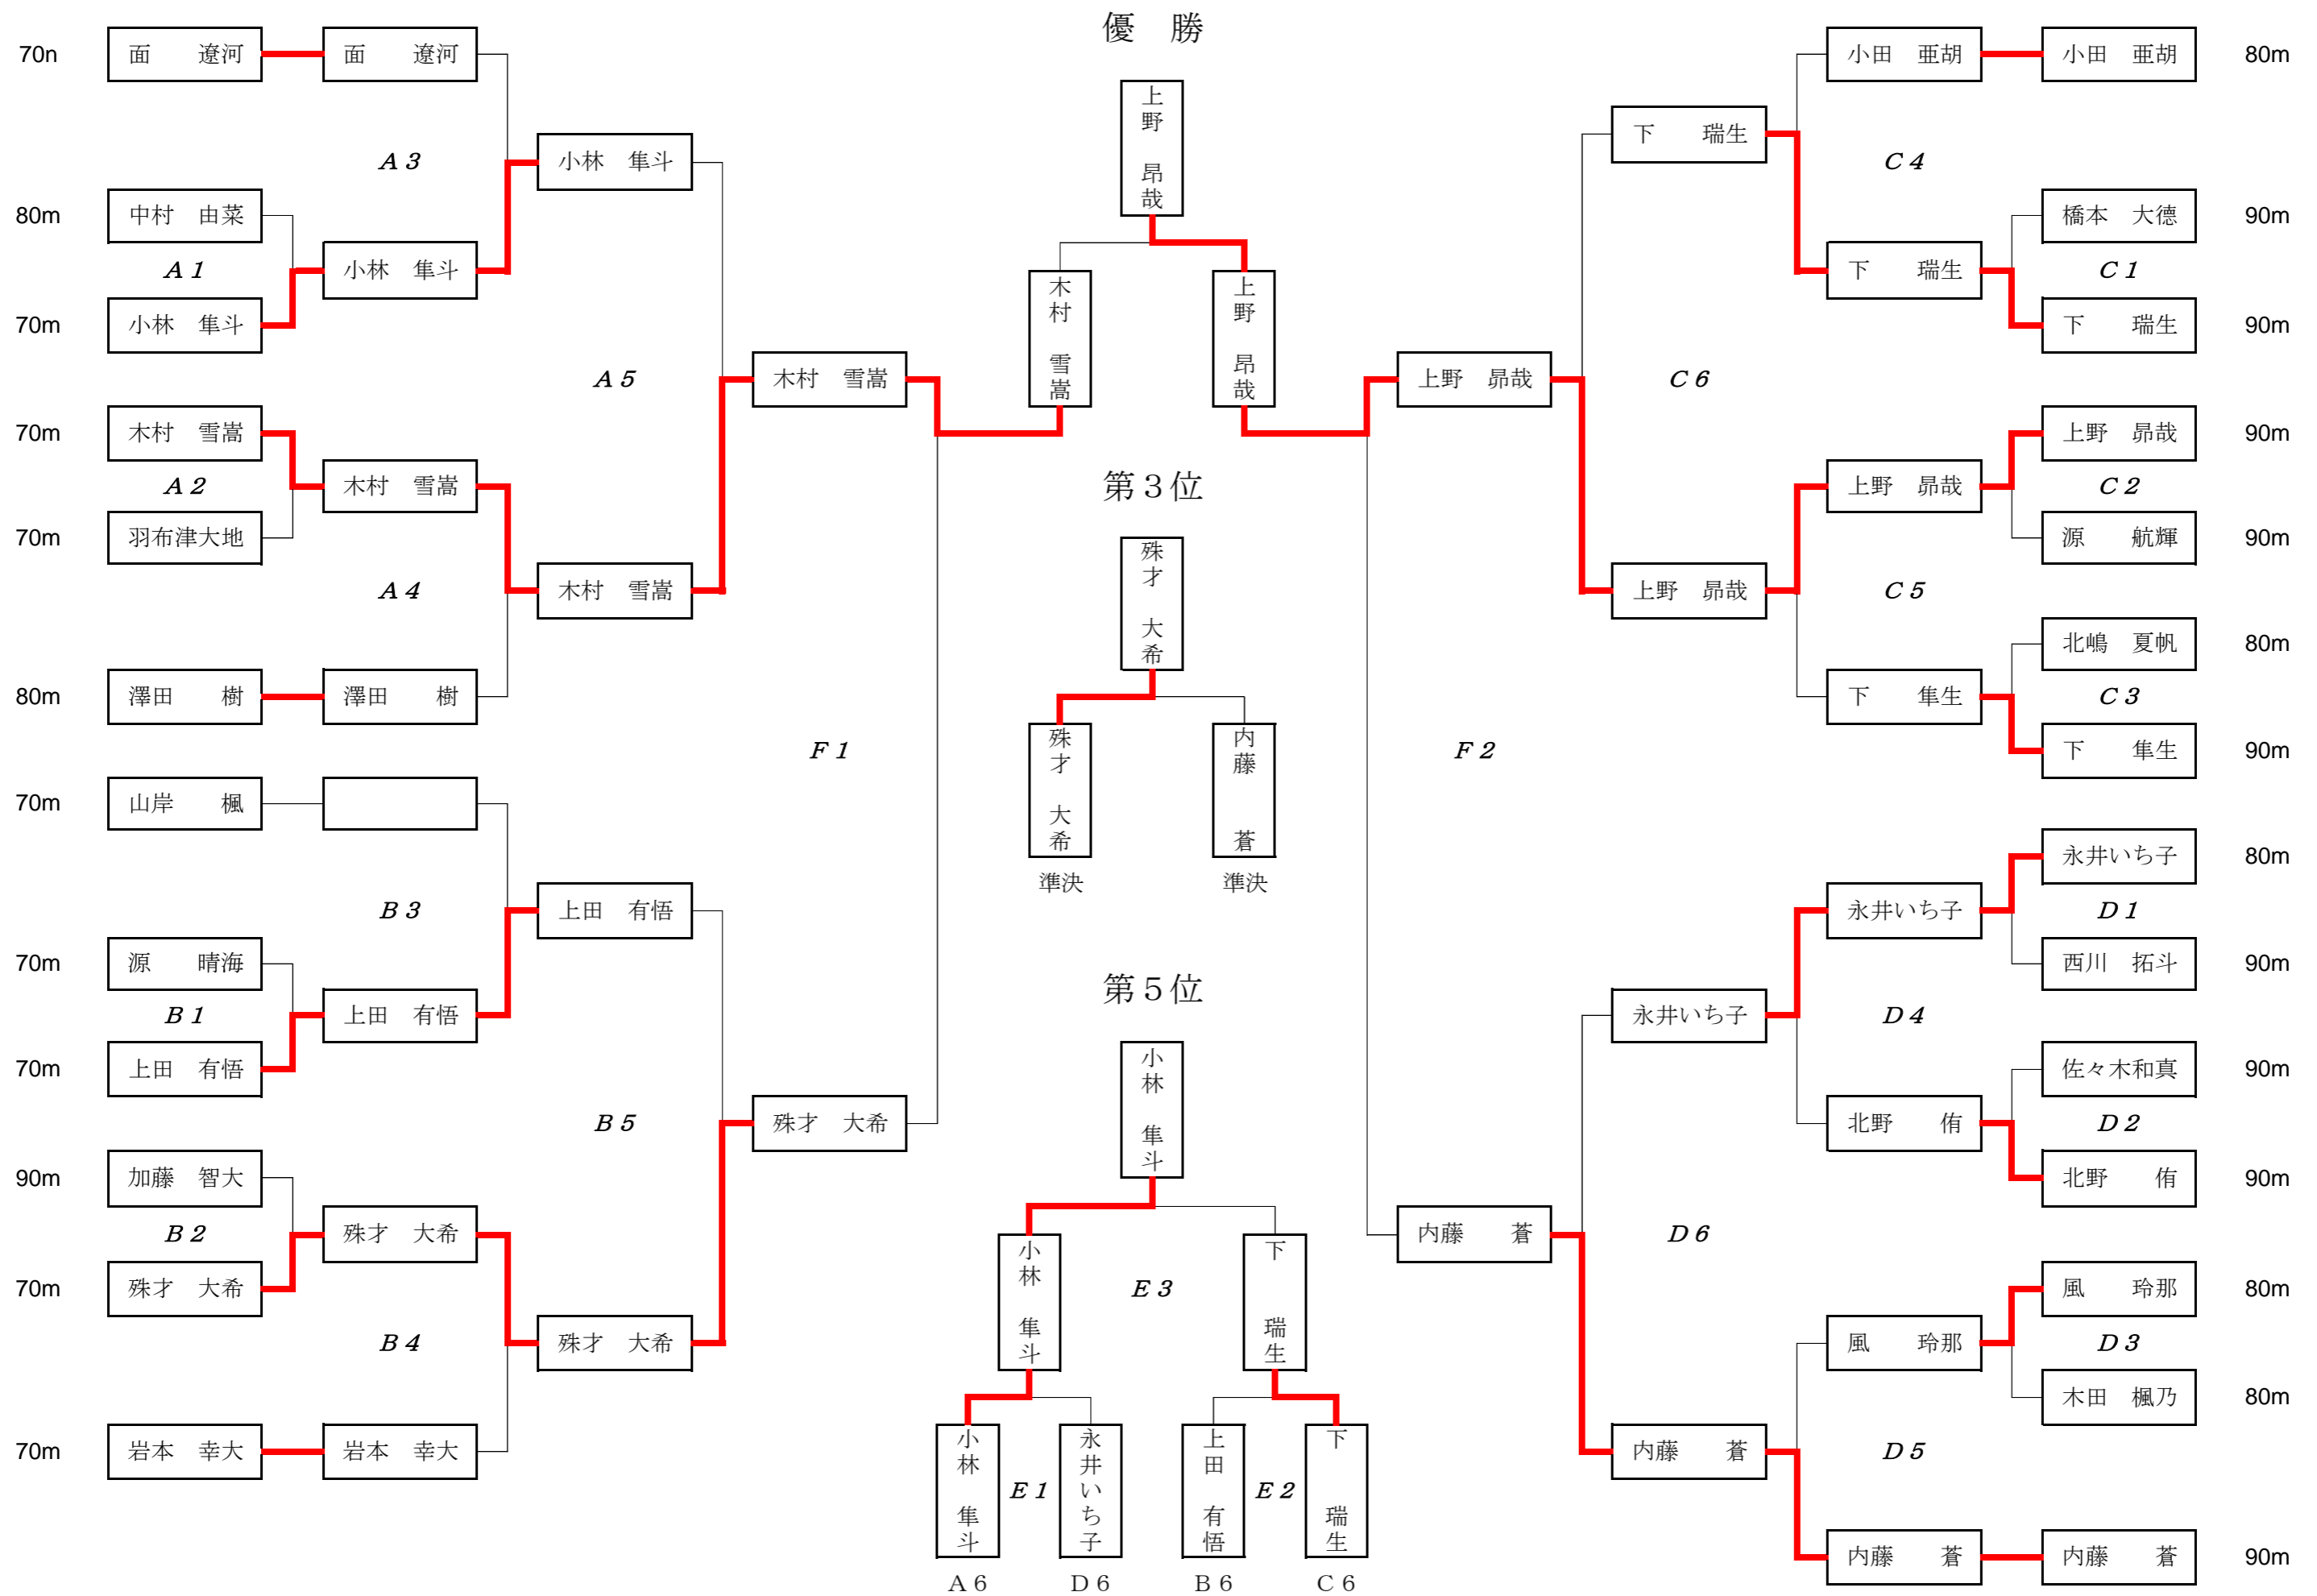 優　勝
70n
面　　遼河
面　　遼河
A 3
80m
中村　由菜
A 1
70m
小林　隼斗
小林　隼斗
小林　隼斗
A 5
70m
木村　雪嵩
A 2
70m
羽布津大地
木村　雪嵩
A 4
木村　雪嵩
80m
澤田　　樹
澤田　　樹
木村　雪嵩
F 1
70m
山岸　　楓
B 3
70m
源　　晴海
B 1
70m
上田　有悟
上田　有悟
上田　有悟
B 5
90m
加藤　智大
B 2
70m
殊才　大希
殊才　大希
B 4
殊才　大希
70m
岩本　幸大
岩本　幸大
殊才　大希
上野　昂哉
木村　雪嵩
上野　昂哉
第３位
殊才　大希
殊才　大希
内藤　　蒼
準決
準決
第５位
小林　隼斗
小林　隼斗
E 3
下　　瑞生
小林　隼斗
E 1
永井いち子
上田　有悟
E 2
下　　瑞生
A 6
D 6
B 6
C 6
上野　昴哉
F 2
内藤　　蒼
下　　瑞生
C 6
上野　昴哉
永井いち子
D 6
内藤　　蒼
小田　亜胡
小田　亜胡
80m
C 4
橋本　大德
90m
下　　瑞生
C 1
下　　瑞生
90m
上野　昴哉
90m
上野　昴哉
C 2
源　　航輝
90m
C 5
北嶋　夏帆
80m
下　　隼生
C 3
下　　隼生
90m
永井いち子
80m
永井いち子
D 1
西川　拓斗
90m
D 4
佐々木和真
90m
北野　　侑
D 2
北野　　侑
90m
風　　玲那
80m
風　　玲那
D 3
木田　楓乃
80m
D 5
内藤　　蒼
内藤　　蒼
90m